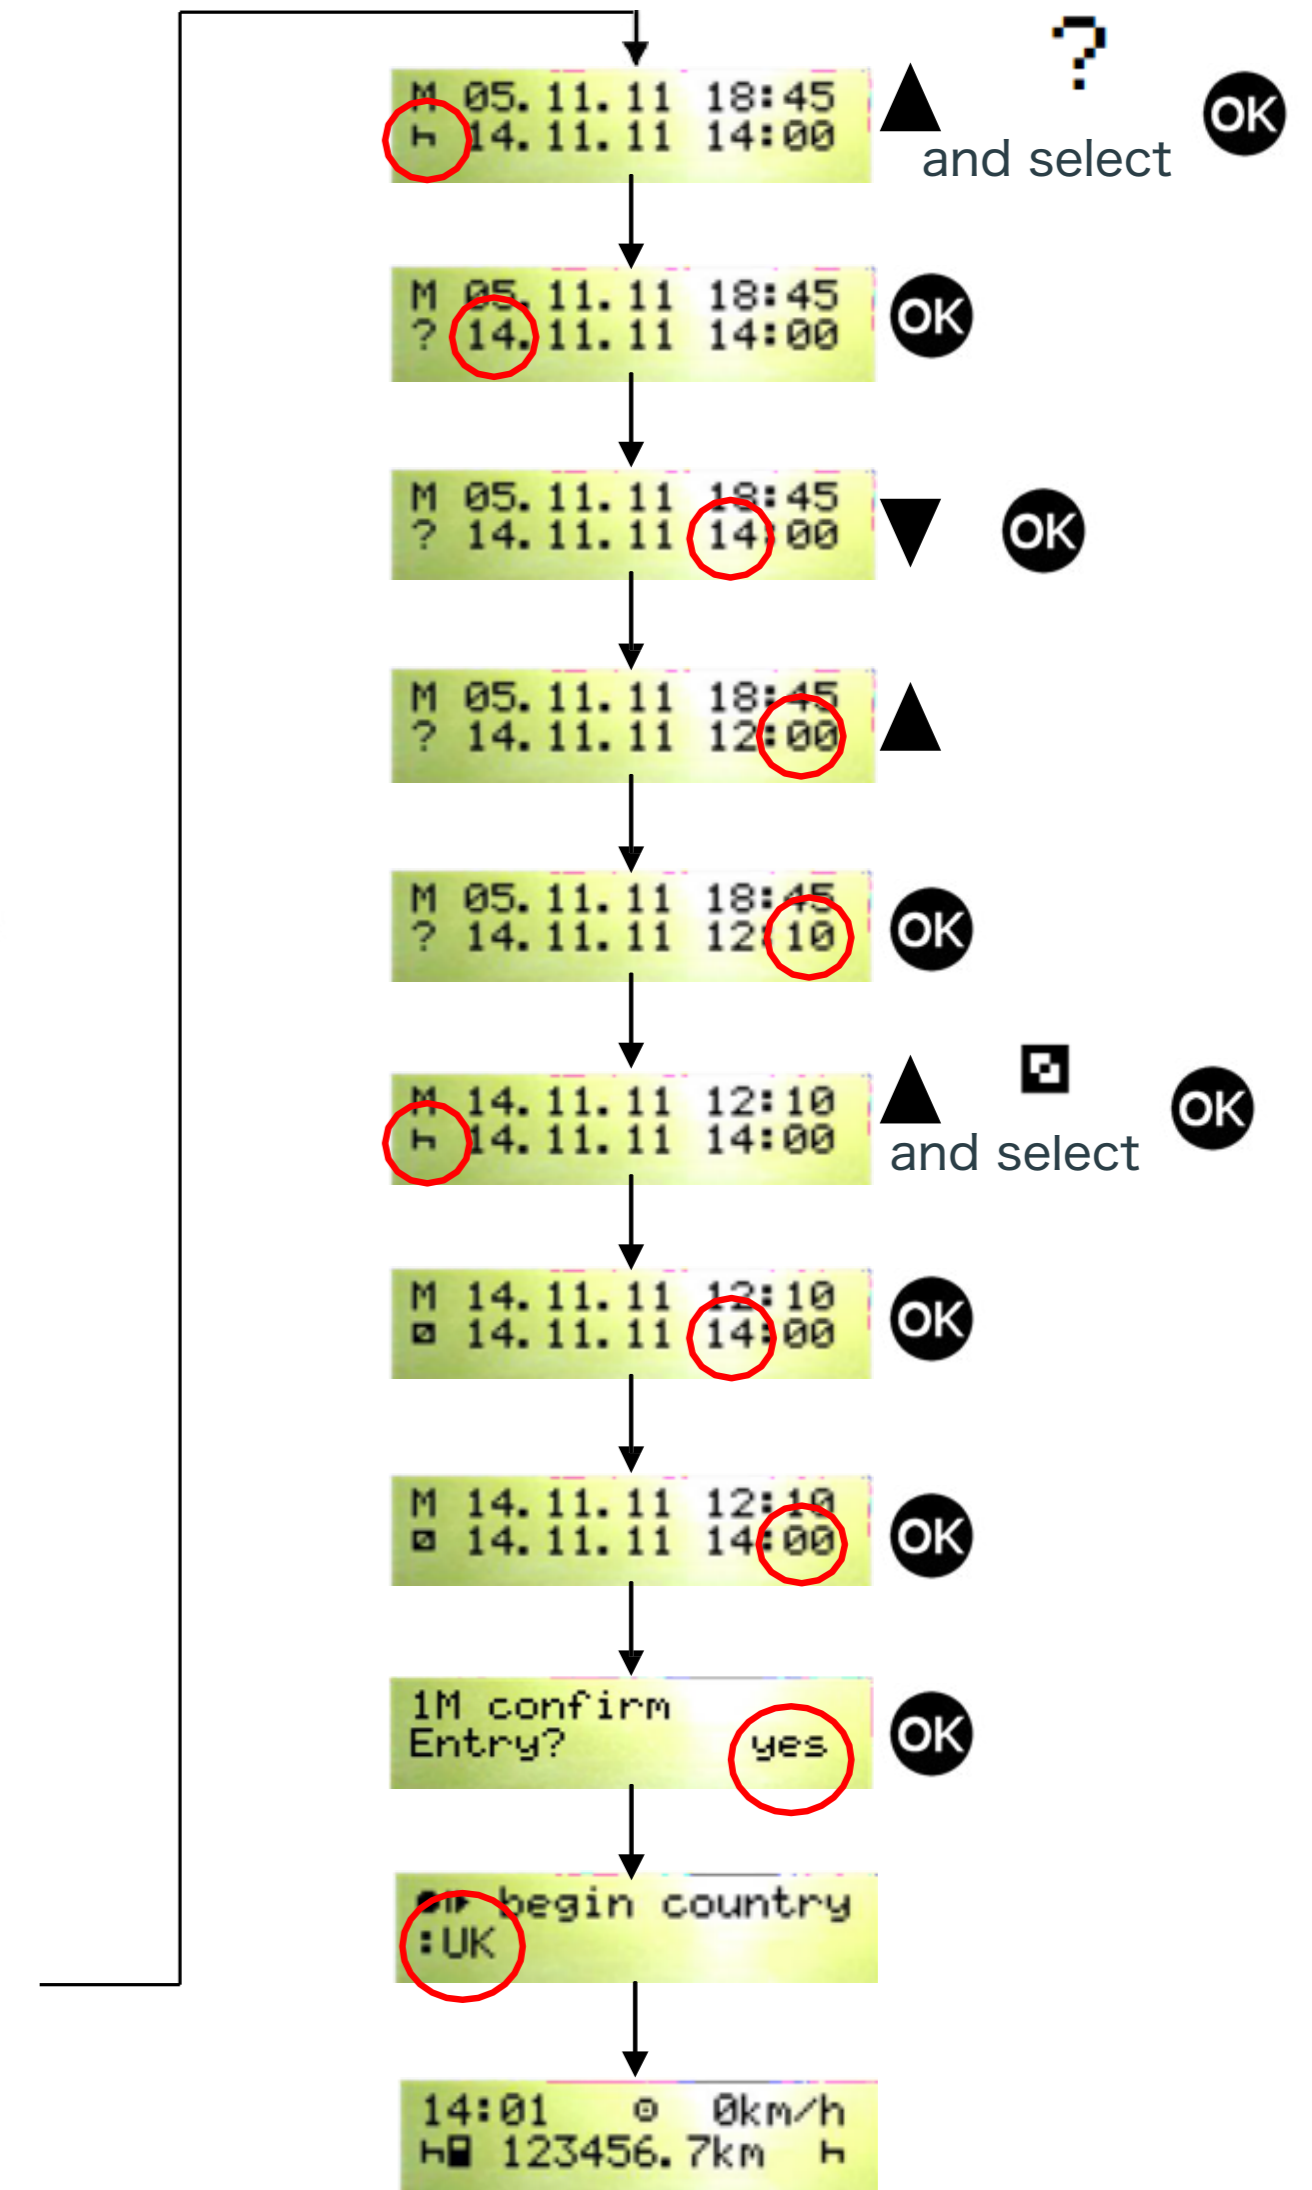 ?
M 05.11.11 18:45
14.11.11 14:00
and select
OK
M 05.11.11 18:45
? 14.11.11 14:00
OK
M 05.11.11 18:45
? 14.11.11 14:00
OK
M 05.11.11 18:45
? 14.11.11 12:00
M 05.11.11 18:45
? 14.11.11 12:10
OK
M 14.11.11 12:10
14.11.11 14:00
and select
OK
M 14.11.11 12:10
14.11.11 14:00
OK
M 14.11.11 12:10
14.11.11 14:00
OK
1M confirm
Entry? yes
OK
begin country
:UK
14:01 0km/h
123456.7km